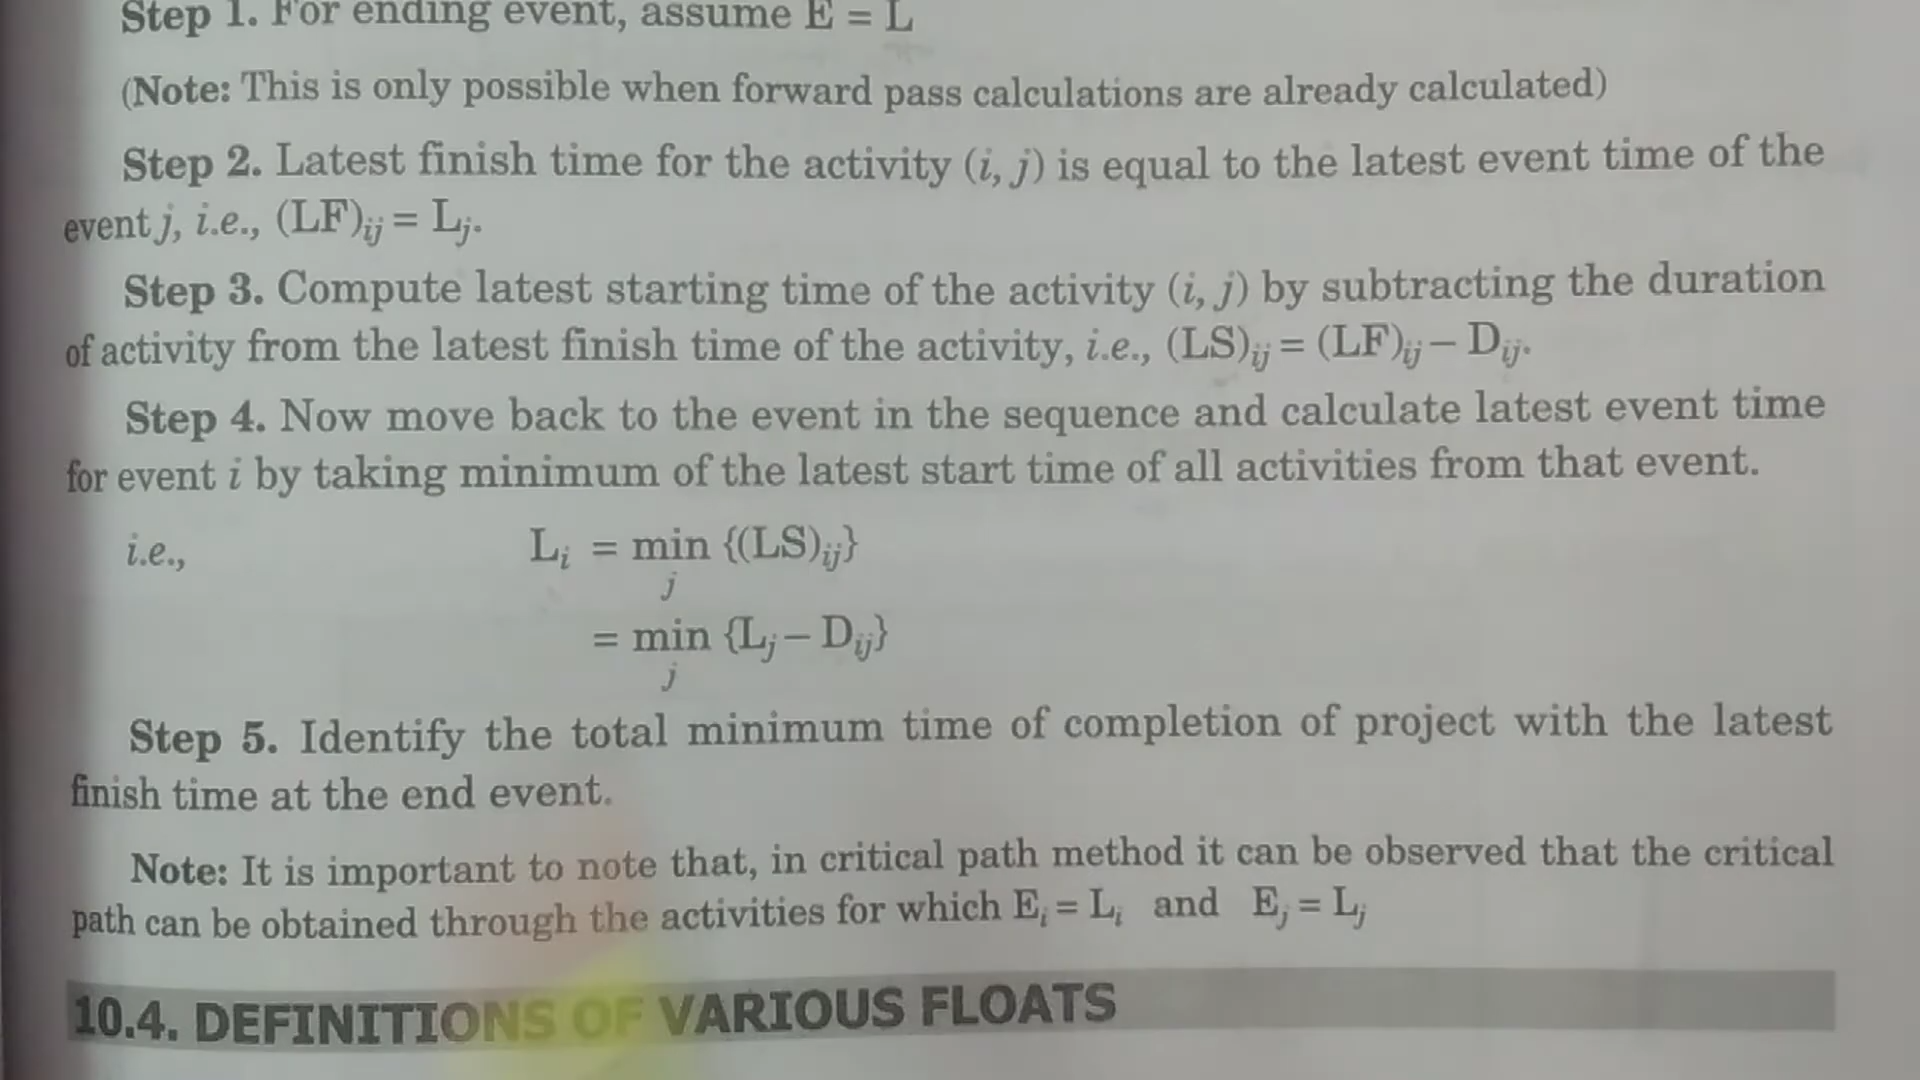 Step 1. For ending event, assume E = L
(Note: This is only possible when forward pass calculations are already calculated)
Step 2. Latest finish time for the activity (i, j) is equal to the latest event time of the
event j, i.e., (LF)ij = Lj.
Step 3. Compute latest starting time of the activity (i, j) by subtracting the duration
of activity from the latest finish time of the activity, i.e., (LS)ij = (LF)ij – Dij.
Step 4. Now move back to the event in the sequence and calculate latest event time
for event i by taking minimum of the latest start time of all activities from that event.
i.e., Li = min {(LS)ij}
j
= min {Lj – Dij}
j
Step 5. Identify the total minimum time of completion of project with the latest
finish time at the end event.
Note: It is important to note that, in critical path method it can be observed that the critical
path can be obtained through the activities for which Ei = Li and Ej = Lj
10.4. DEFINITIONS OF VARIOUS FLOATS